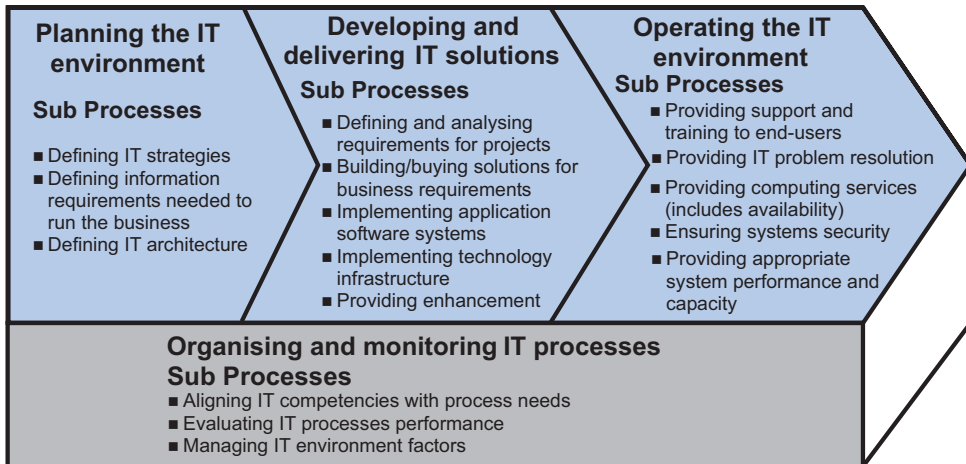 Planning the IT
environment
Sub Processes
■ Defining IT strategies
■ Defining information
requirements needed to
run the business
■ Defining IT architecture
Developing and
delivering IT solutions
Sub Processes
■ Defining and analysing
requirements for projects
■ Building/buying solutions for
business requirements
■ Implementing application
software systems
■ Implementing technology
infrastructure
■ Providing enhancement
Operating the IT
environment
Sub Processes
■ Providing support and
training to end-users
■ Providing IT problem resolution
■ Providing computing services
(includes availability)
■ Ensuring systems security
■ Providing appropriate
system performance and
capacity
Organising and monitoring IT processes
Sub Processes
■ Aligning IT competencies with process needs
■ Evaluating IT processes performance
■ Managing IT environment factors